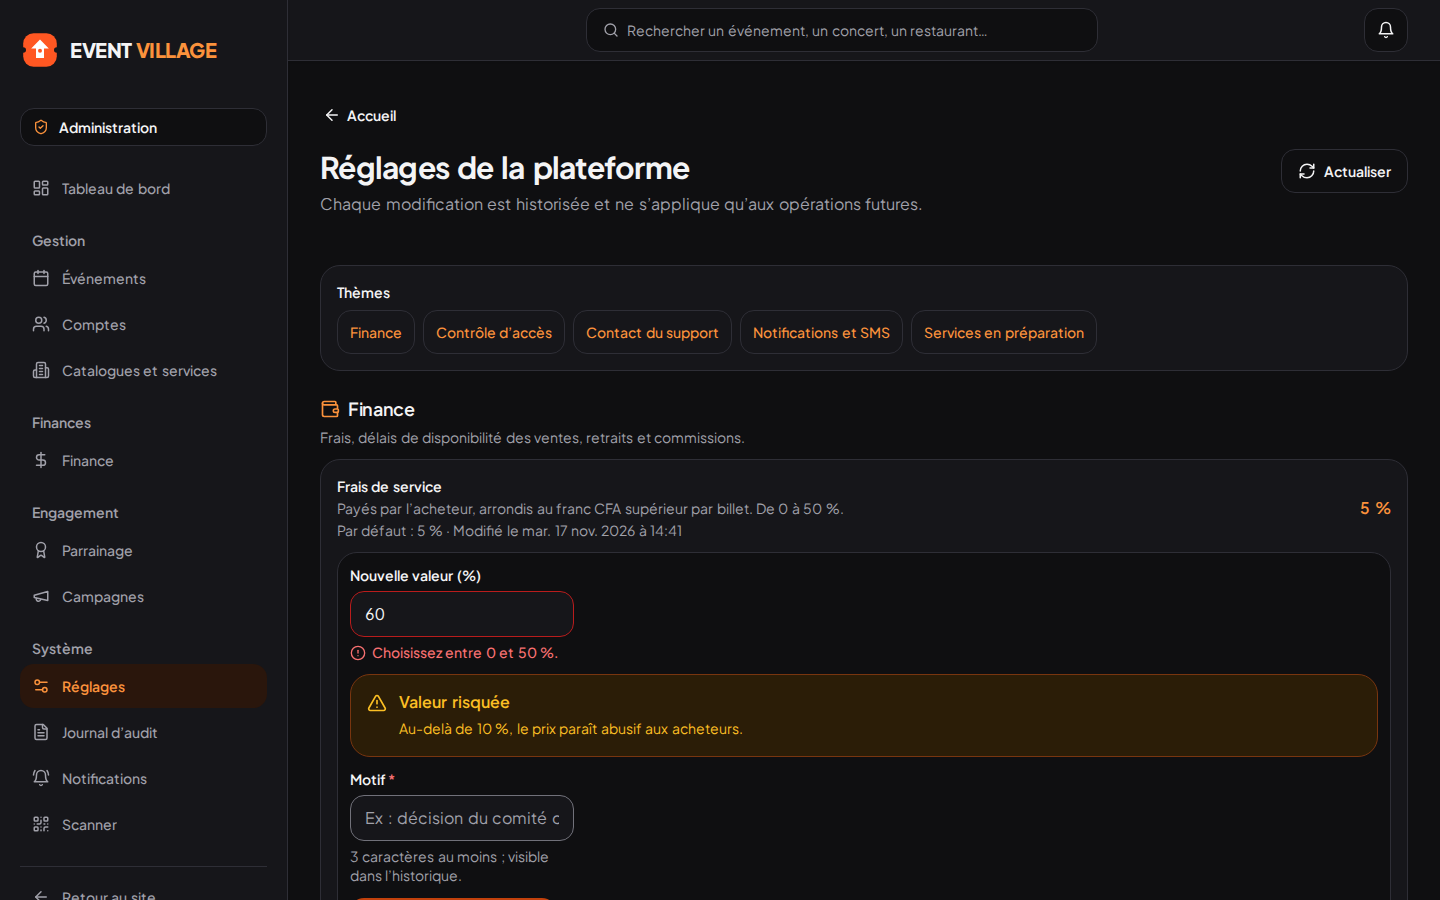 EVENT VILLAGE
Rechercher un événement, un concert, un restaurant…
Administration
Tableau de bord
Gestion
Événements
Comptes
Catalogues et services
Finances
Finance
Engagement
Parrainage
Campagnes
Système
Réglages
Journal d’audit
Notifications
Scanner
Retour au site
Accueil
Réglages de la plateforme
Actualiser
Chaque modification est historisée et ne s’applique qu’aux opérations futures.
Thèmes
Finance
Contrôle d’accès
Contact du support
Notifications et SMS
Services en préparation
Finance
Frais, délais de disponibilité des ventes, retraits et commissions.
Frais de service
Payés par l’acheteur, arrondis au franc CFA supérieur par billet. De 0 à 50 %.
5 %
Par défaut : 5 % · Modifié le mar. 17 nov. 2026 à 14:41
Nouvelle valeur (%)
60
Choisissez entre 0 et 50 %.
Valeur risquée
Au-delà de 10 %, le prix paraît abusif aux acheteurs.
Motif *
Ex : décision du comité
3 caractères au moins ; visible
dans l’historique.